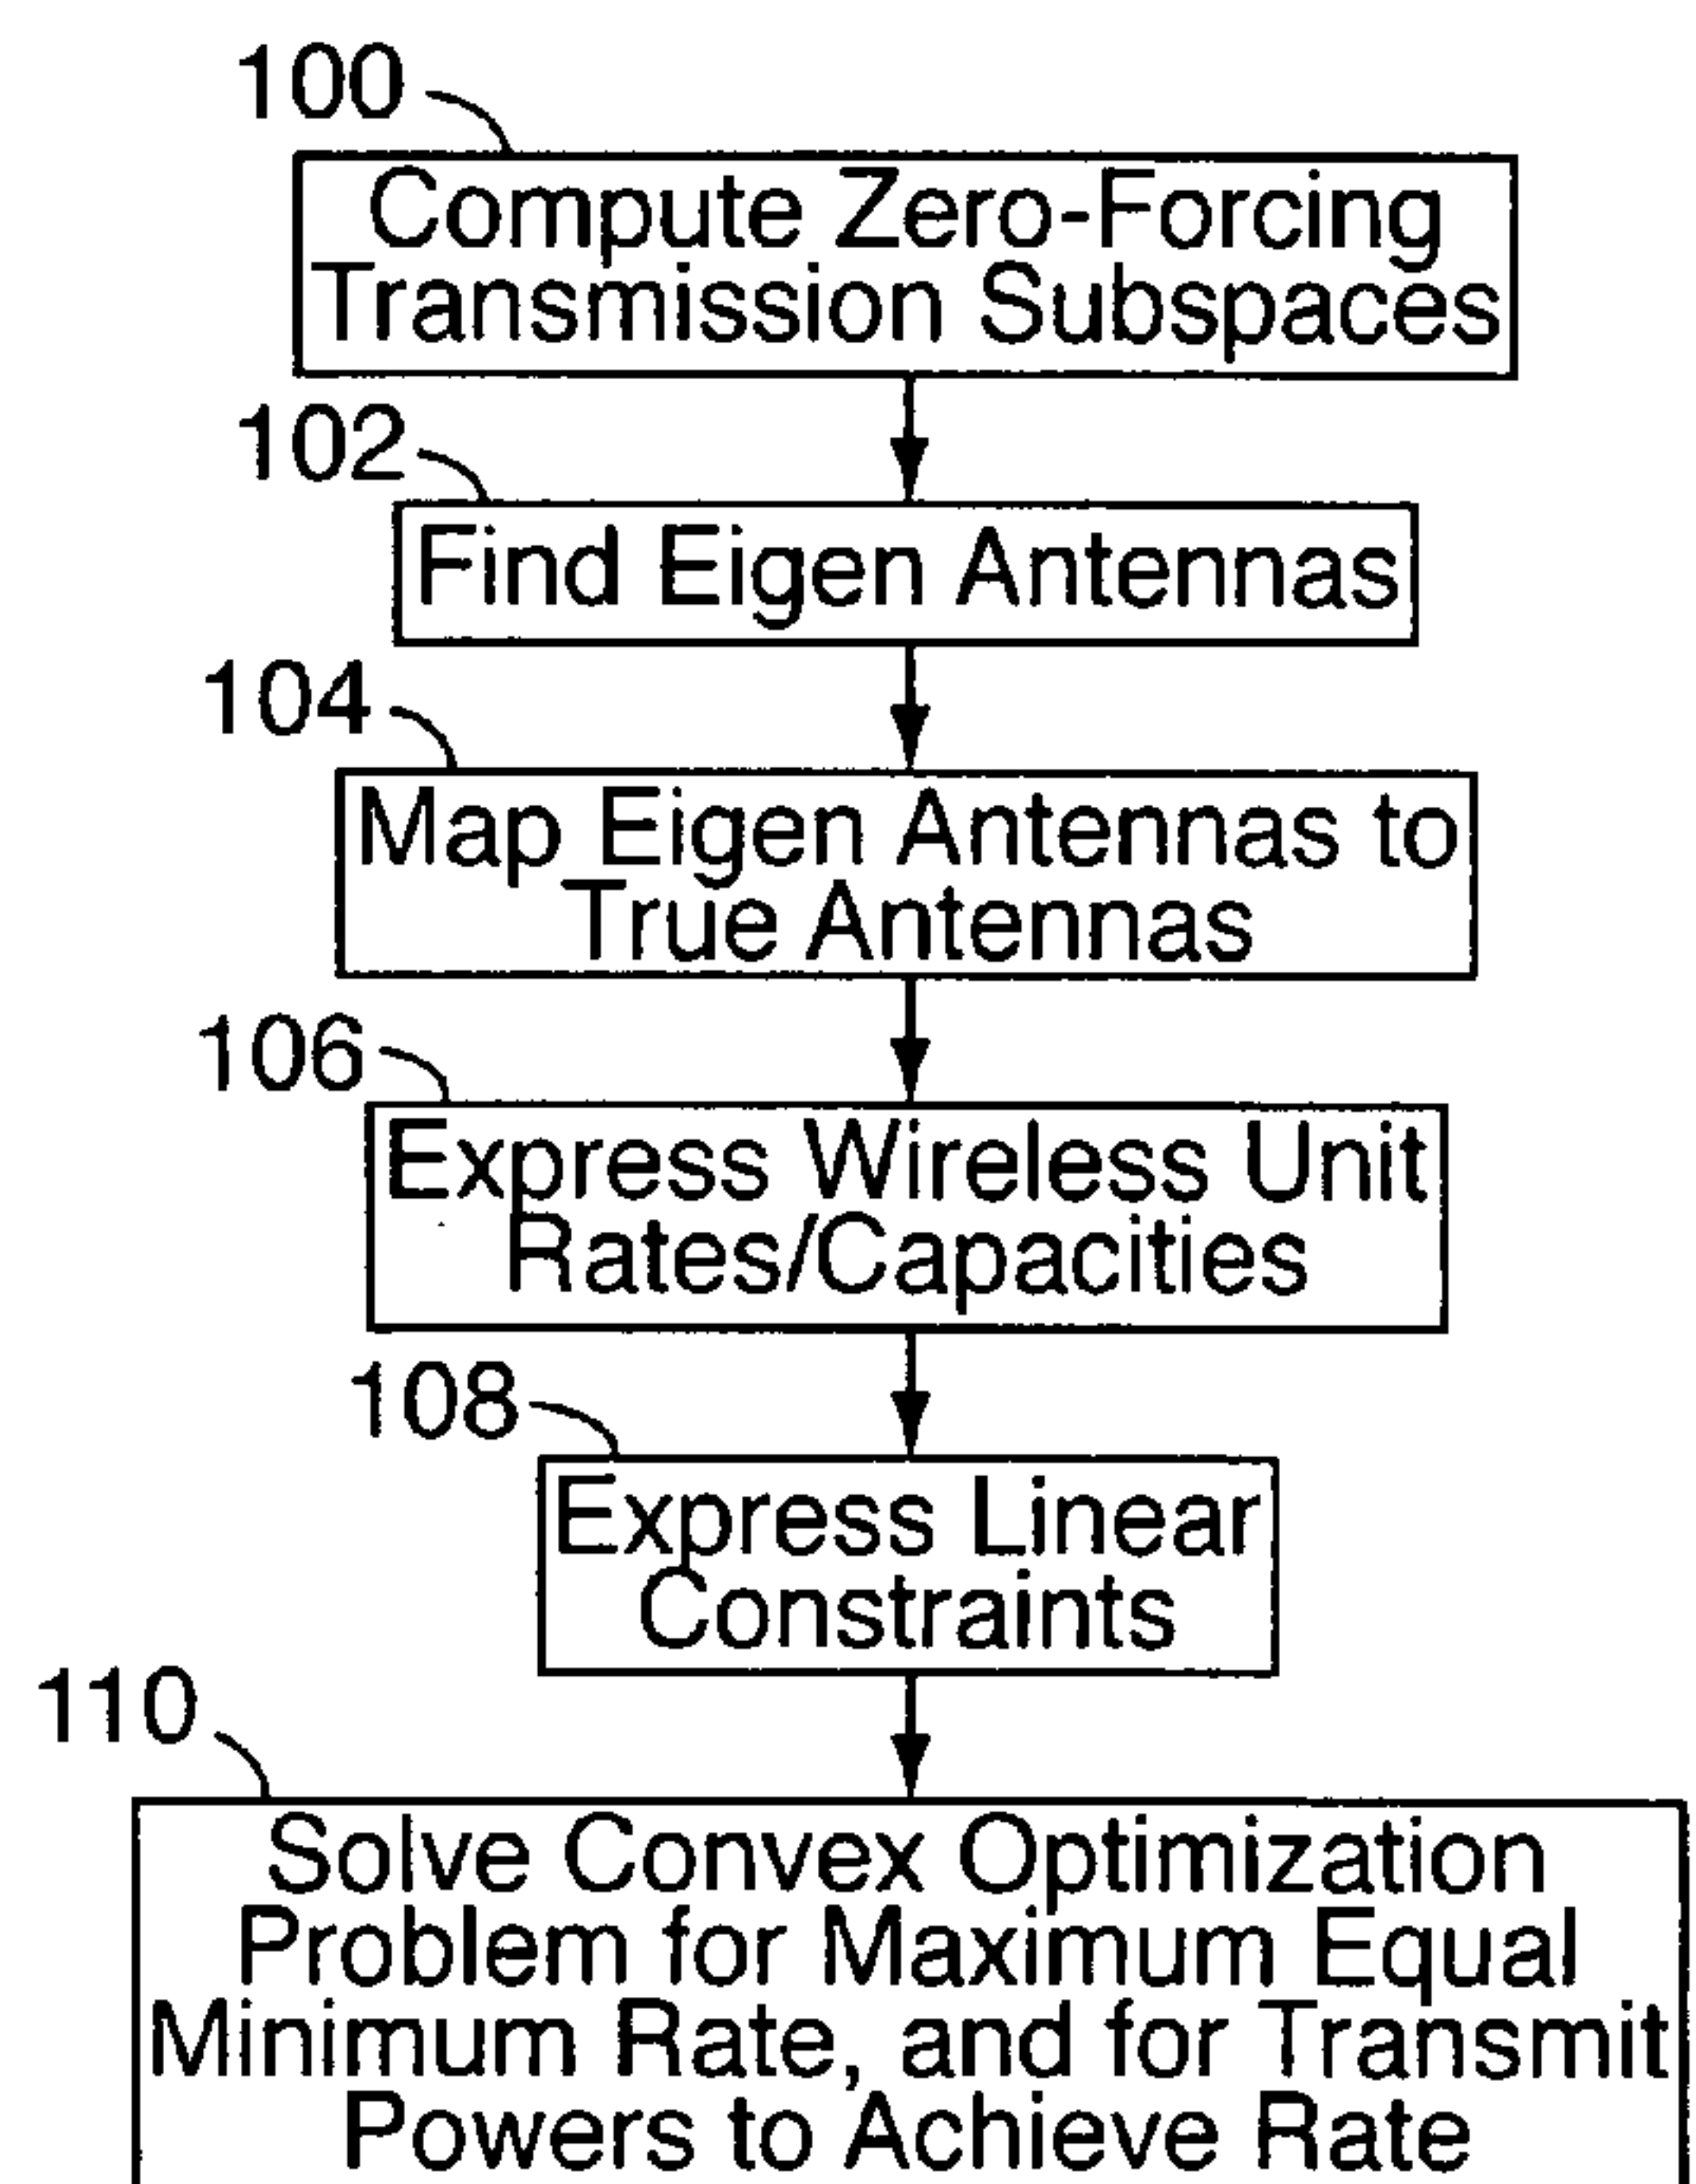 100
Compute Zero-Forcing
Transmission Subspaces
102
Find Eigen Antennas
104
Map Eigen Antennas to
True Antennas
106
Express Wireless Unit
Rates/Capacities
108
Express Linear
Constraints
110
Solve Convex Optimization
Problem for Maximum Equal
Minimum Rate, and for Transmit
Powers to Achieve Rate